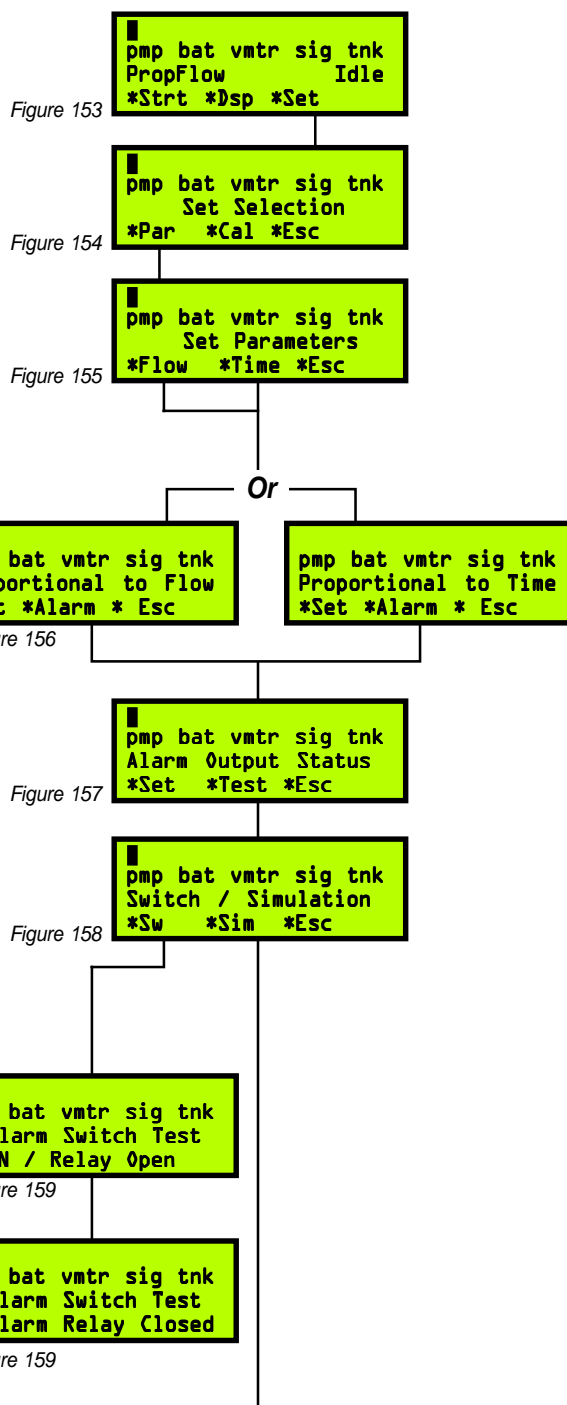 pmp bat vmtr sig tnk
PropFlow Idle
*Strt *Dsp *Set
Figure 153
pmp bat vmtr sig tnk
Set Selection
*Par *Cal *Esc
Figure 154
pmp bat vmtr sig tnk
Set Parameters
*Flow *Time *Esc
Figure 155
Or
bat vmtr sig tnk
to Flow
*Alarm * Esc
156
pmp bat vmtr sig tnk
Proportional to Time
*Set *Alarm * Esc
pmp bat vmtr sig tnk
Alarm Output Status
*Set *Test *Esc
Figure 157
pmp bat vmtr sig tnk
Switch / Simulation
*Sw *Sim *Esc
Figure 158
bat vmtr sig tnk
Switch Test
/ Relay Open
159
bat vmtr sig tnk
Switch Test
Relay Closed
159